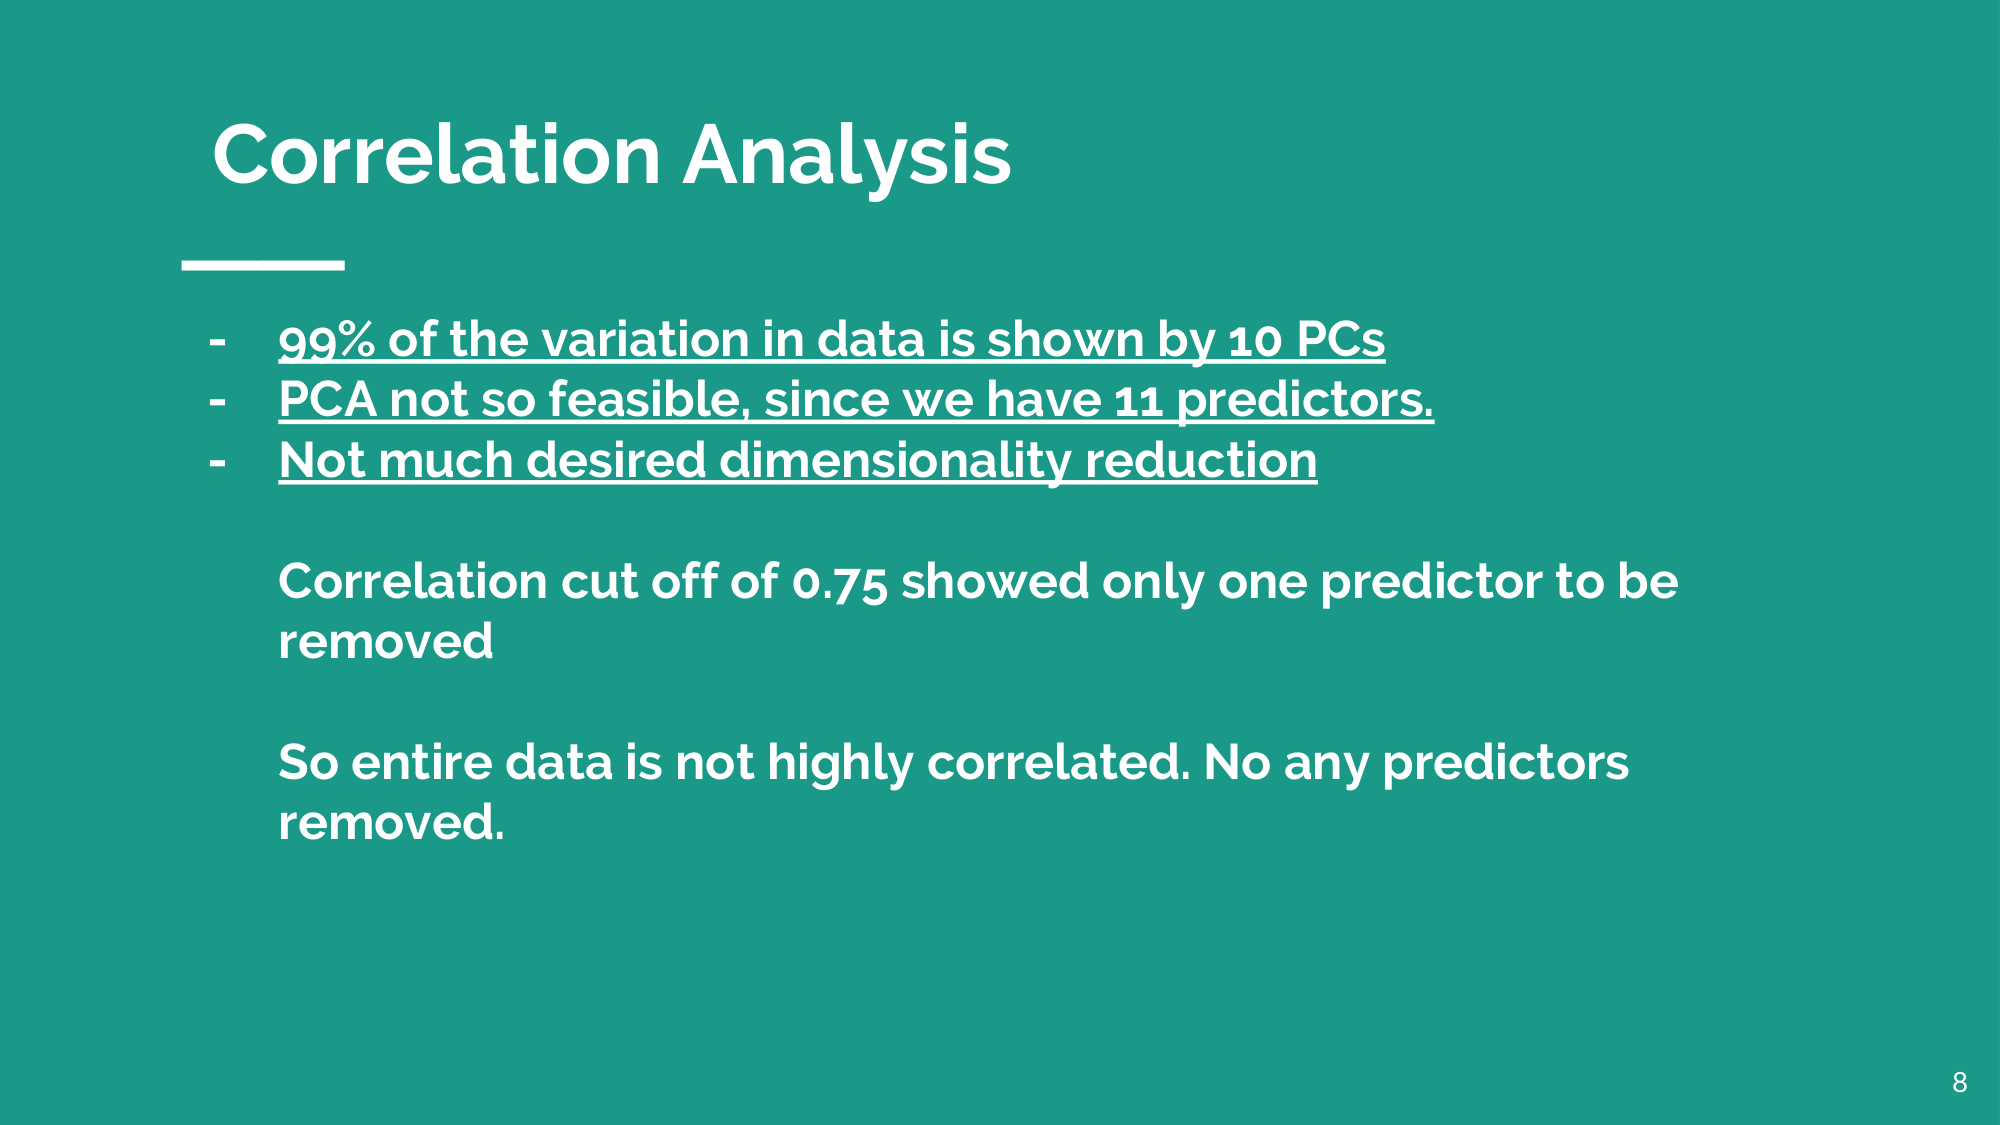 Correlation Analysis
- 99% of the variation in data is shown by 10 PCs
- PCA not so feasible, since we have 11 predictors.
- Not much desired dimensionality reduction
Correlation cut off of 0.75 showed only one predictor to be
removed
So entire data is not highly correlated. No any predictors
removed.
8